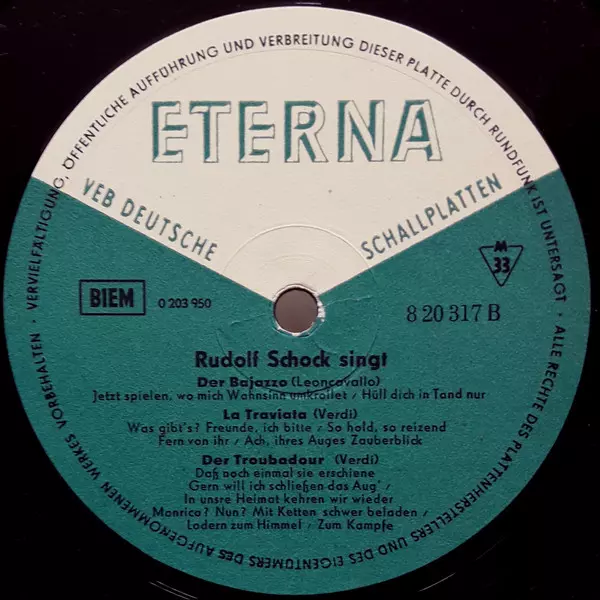 · VERVIELFÄLTIGUNG, ÖFFENTLICHE AUFFÜHRUNG UND VERBREITUNG DIESER PLATTE DURCH RUNDFUNK IST UNTERSAGT · ALLE RECHTE DES PLATTENHERSTELLERS UND DES EIGENTÜMERS DES AUFGENOMMENEN WERKES VORBEHALTEN
ETERNA
VEB DEUTSCHE SCHALLPLATTEN
BIEM
0 203 950
M
33
8 20 317 B
Rudolf Schock singt
Der Bajazzo (Leoncavallo)
Jetzt spielen, wo mich Wahnsinn umkrallet / Hüll dich in Tand nur
La Traviata (Verdi)
Was gibt's? Freunde, ich bitte / So hold, so reizend
Fern von ihr / Ach, ihres Auges Zauberblick
Der Troubadour (Verdi)
Daß noch einmal sie erschiene
Gern will ich schließen das Aug' /
In unsre Heimat kehren wir wieder
Manrico? Nun? Mit Ketten schwer beladen /
Lodern zum Himmel / Zum Kampfe